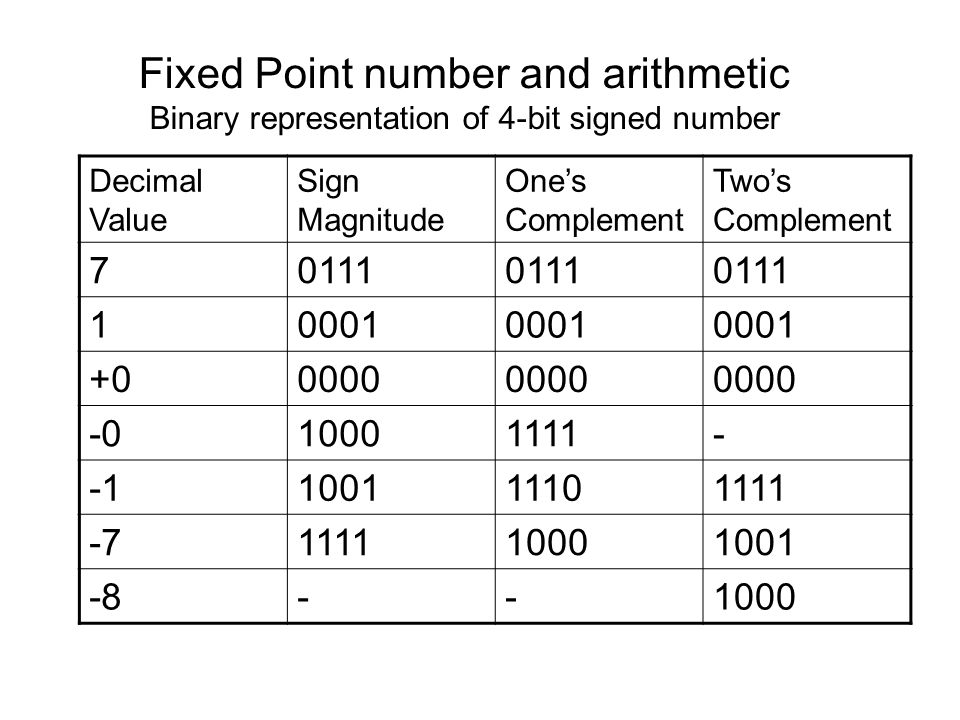 Fixed Point number and arithmetic
Binary representation of 4-bit signed number
Decimal Value Sign Magnitude One’s Complement Two’s Complement
7 0111 0111 0111
1 0001 0001 0001
+0 0000 0000 0000
-0 1000 1111 -
-1 1001 1110 1111
-7 1111 1000 1001
-8 - - 1000